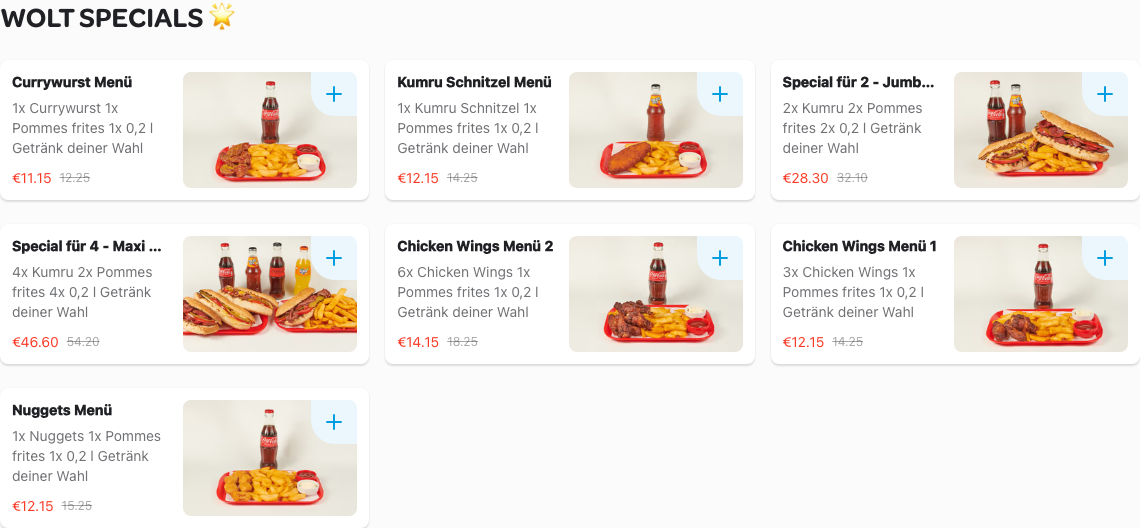 WOLT SPECIALS 🌟
Currywurst Menü
1x Currywurst 1x
Pommes frites 1x 0,2 l
Getränk deiner Wahl
€11.15 12.25
Kumru Schnitzel Menü
1x Kumru Schnitzel 1x
Pommes frites 1x 0,2 l
Getränk deiner Wahl
€12.15 14.25
Special für 2 - Jumb...
2x Kumru 2x Pommes
frites 2x 0,2 l Getränk
deiner Wahl
€28.30 32.10
Special für 4 - Maxi ...
4x Kumru 2x Pommes
frites 4x 0,2 l Getränk
deiner Wahl
€46.60 54.20
Chicken Wings Menü 2
6x Chicken Wings 1x
Pommes frites 1x 0,2 l
Getränk deiner Wahl
€14.15 18.25
Chicken Wings Menü 1
3x Chicken Wings 1x
Pommes frites 1x 0,2 l
Getränk deiner Wahl
€12.15 14.25
Nuggets Menü
1x Nuggets 1x Pommes
frites 1x 0,2 l Getränk
deiner Wahl
€12.15 15.25